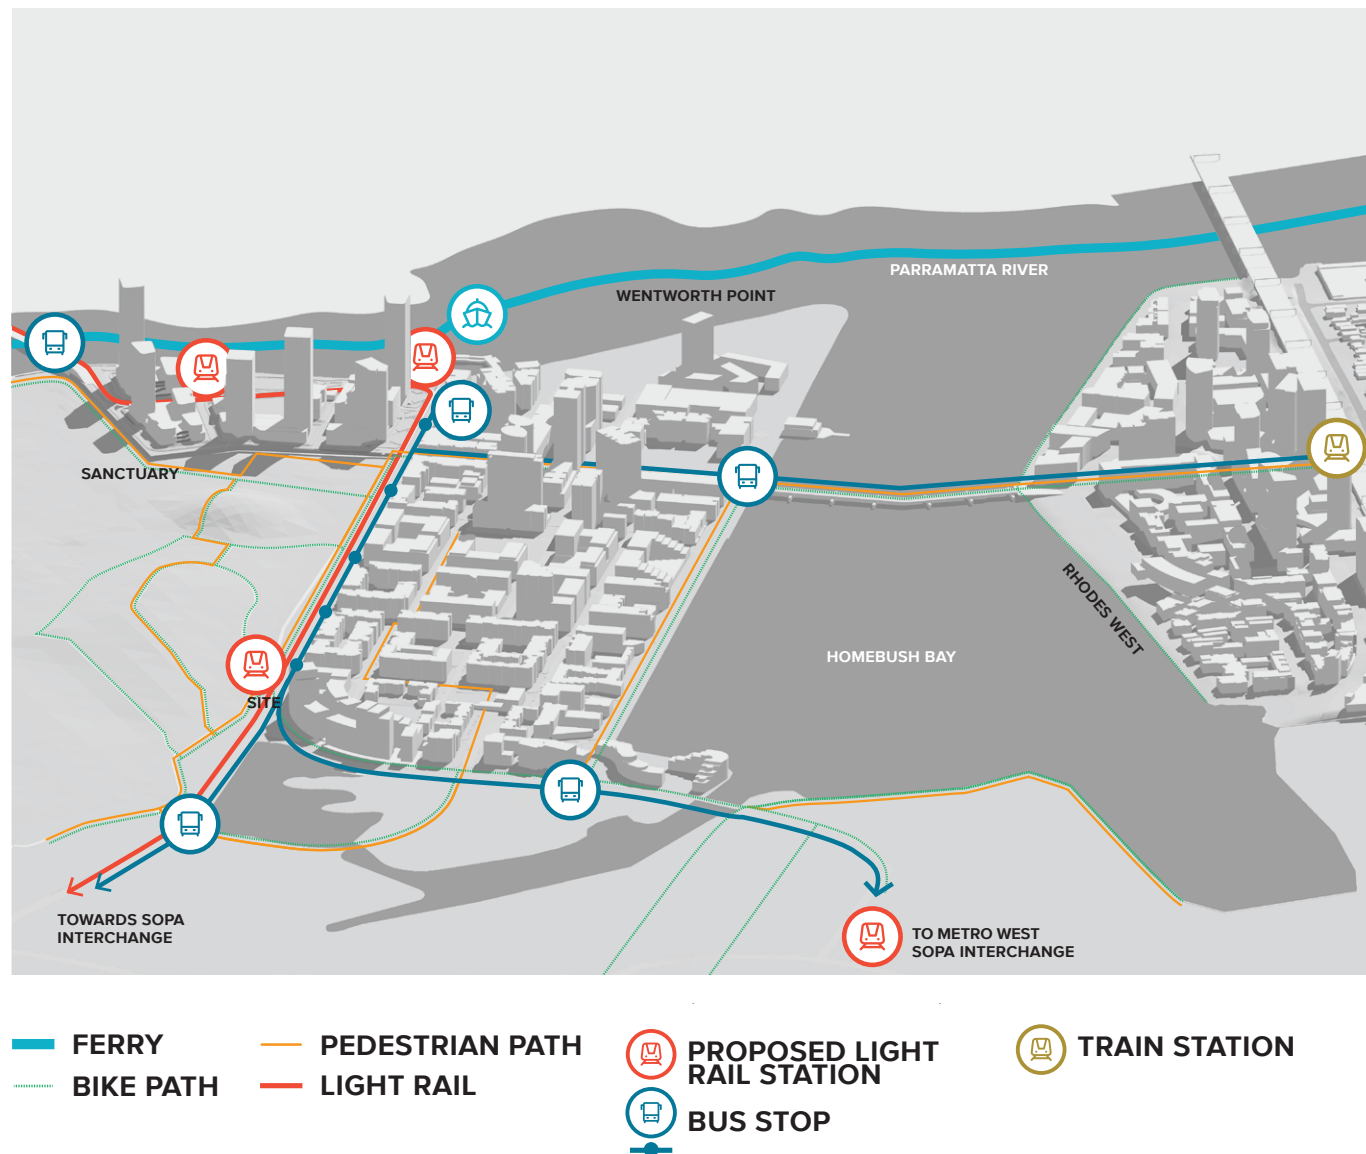 PARRAMATTA RIVER
WENTWORTH POINT
SANCTUARY
RHODES WEST
HOMEBUSH BAY
SITE
TOWARDS SOPA
INTERCHANGE
TO METRO WEST
SOPA INTERCHANGE
FERRY
BIKE PATH
PEDESTRIAN PATH
LIGHT RAIL
PROPOSED LIGHT
RAIL STATION
BUS STOP
TRAIN STATION